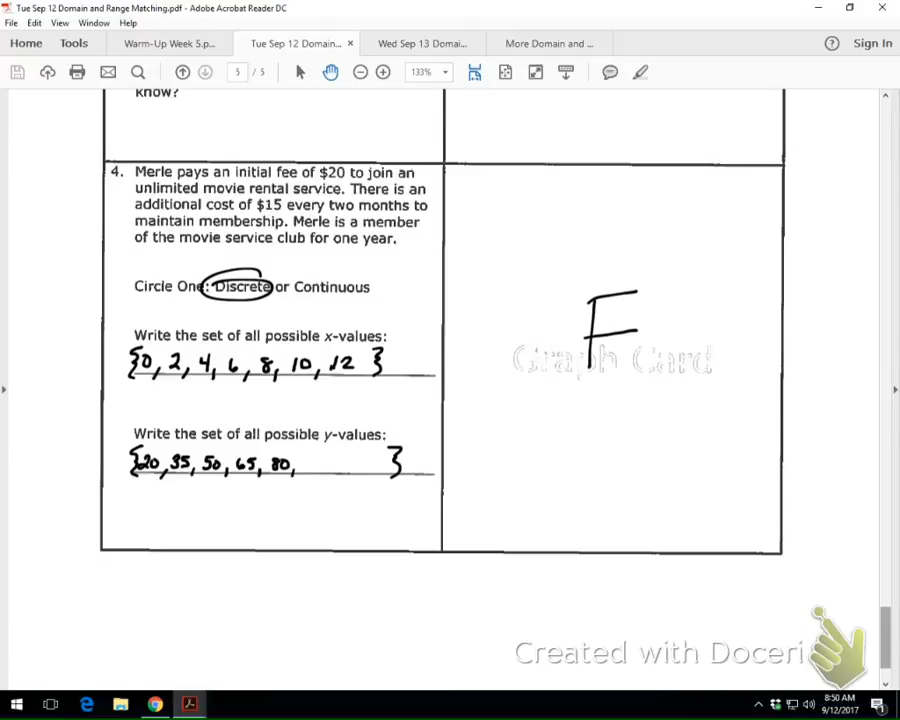 Tue Sep 12 Domain and Range Matching.pdf - Adobe Acrobat Reader DC
File Edit View Window Help
Home Tools Warm-Up Week 5.p... Tue Sep 12 Domain... × Wed Sep 13 Domai... More Domain and ... Sign In
5 / 5 133%
know?
4. Merle pays an initial fee of $20 to join an
unlimited movie rental service. There is an
additional cost of $15 every two months to
maintain membership. Merle is a member
of the movie service club for one year.
Circle One: Discrete or Continuous
Write the set of all possible x-values:
{0, 2, 4, 6, 8, 10, 12 }
Write the set of all possible y-values:
{20, 35, 50, 65, 80, }
F
Graph Card
Created with Doceri
8:50 AM
9/12/2017